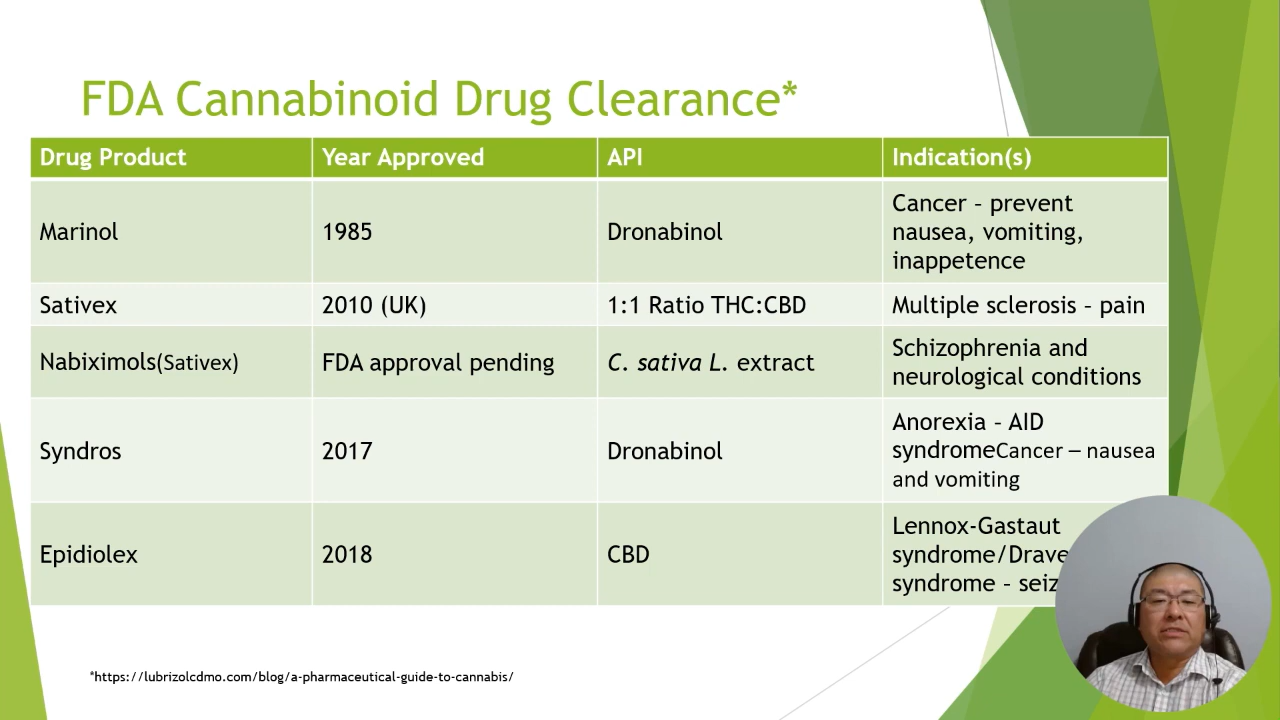 FDA Cannabinoid Drug Clearance*
Drug Product Year Approved API Indication(s)
Marinol 1985 Dronabinol Cancer – prevent
nausea, vomiting,
inappetence
Sativex 2010 (UK) 1:1 Ratio THC:CBD Multiple sclerosis – pain
Nabiximols(Sativex) FDA approval pending C. sativa L. extract Schizophrenia and
neurological conditions
Syndros 2017 Dronabinol Anorexia – AID
syndromeCancer – nausea
and vomiting
Epidiolex 2018 CBD Lennox-Gastaut
syndrome/Drave
syndrome – seiz
*https://lubrizolcdmo.com/blog/a-pharmaceutical-guide-to-cannabis/